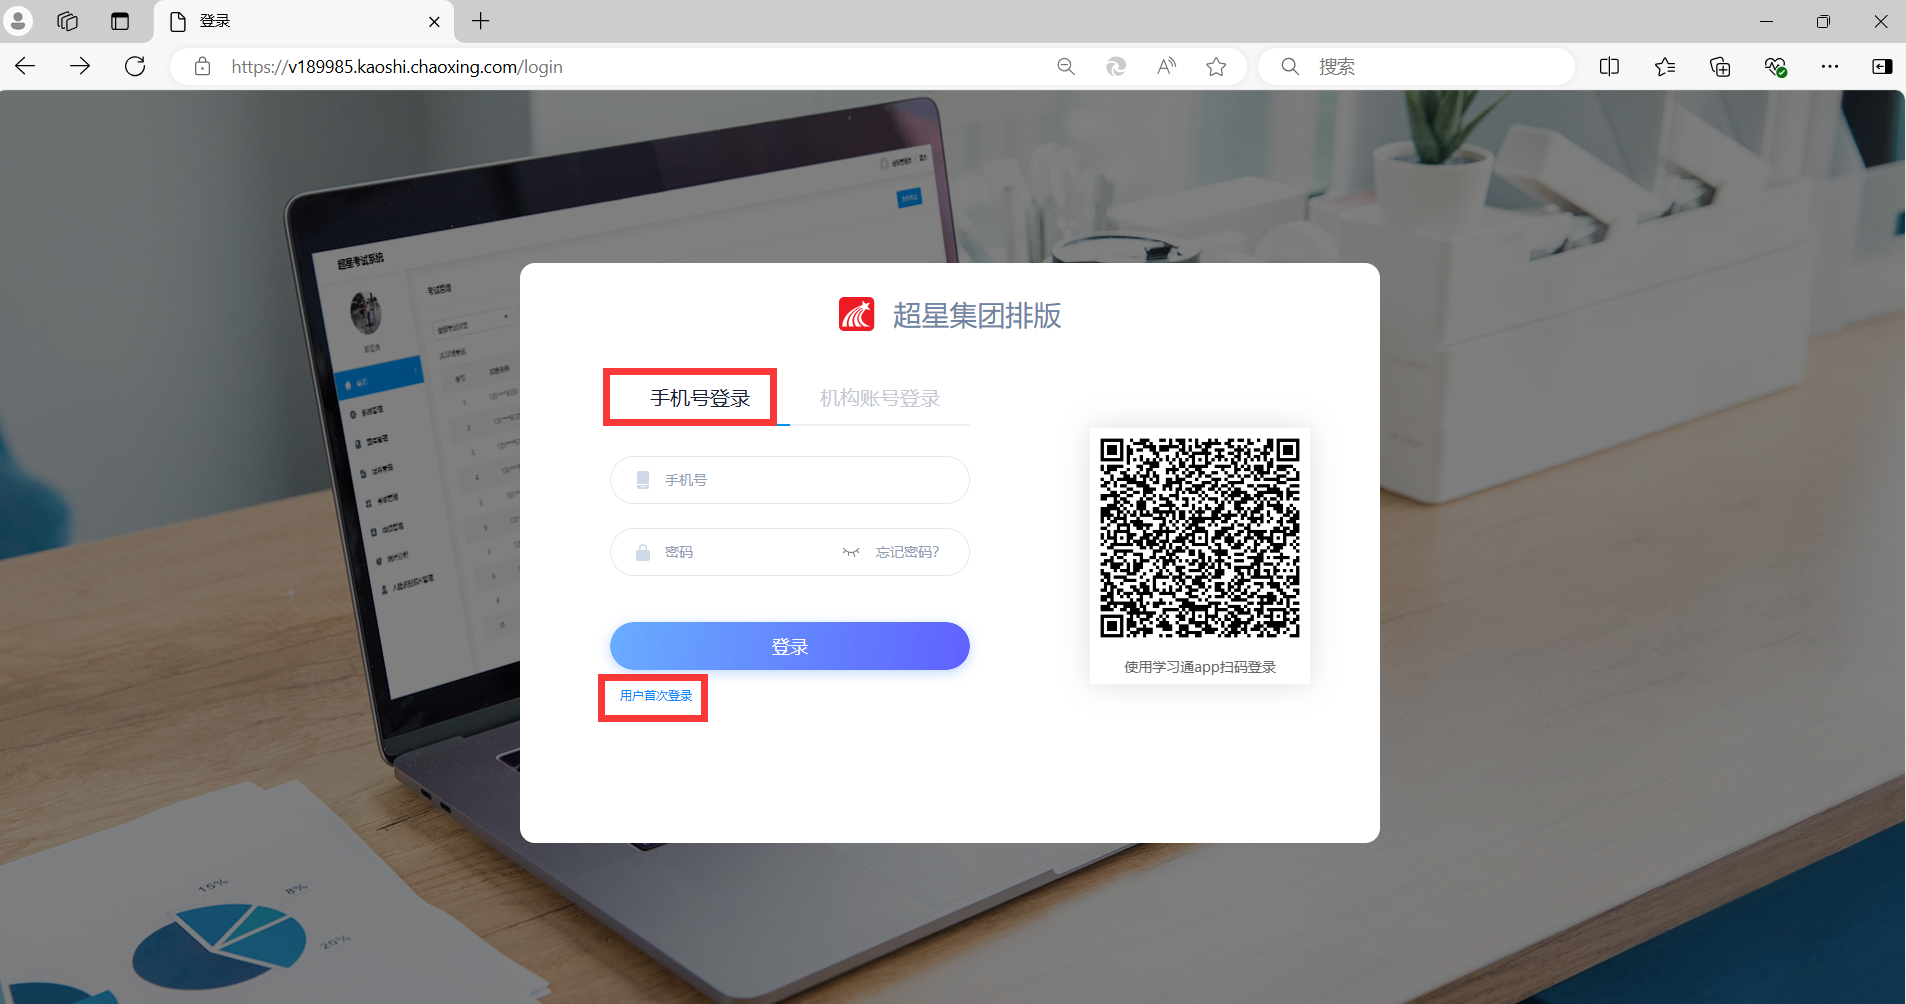 登录
https://v189985.kaoshi.chaoxing.com/login
搜索
超星考试系统
超星集团排版
手机号登录
机构账号登录
手机号
密码
忘记密码?
登录
用户首次登录
使用学习通app扫码登录
15%
8%
20%